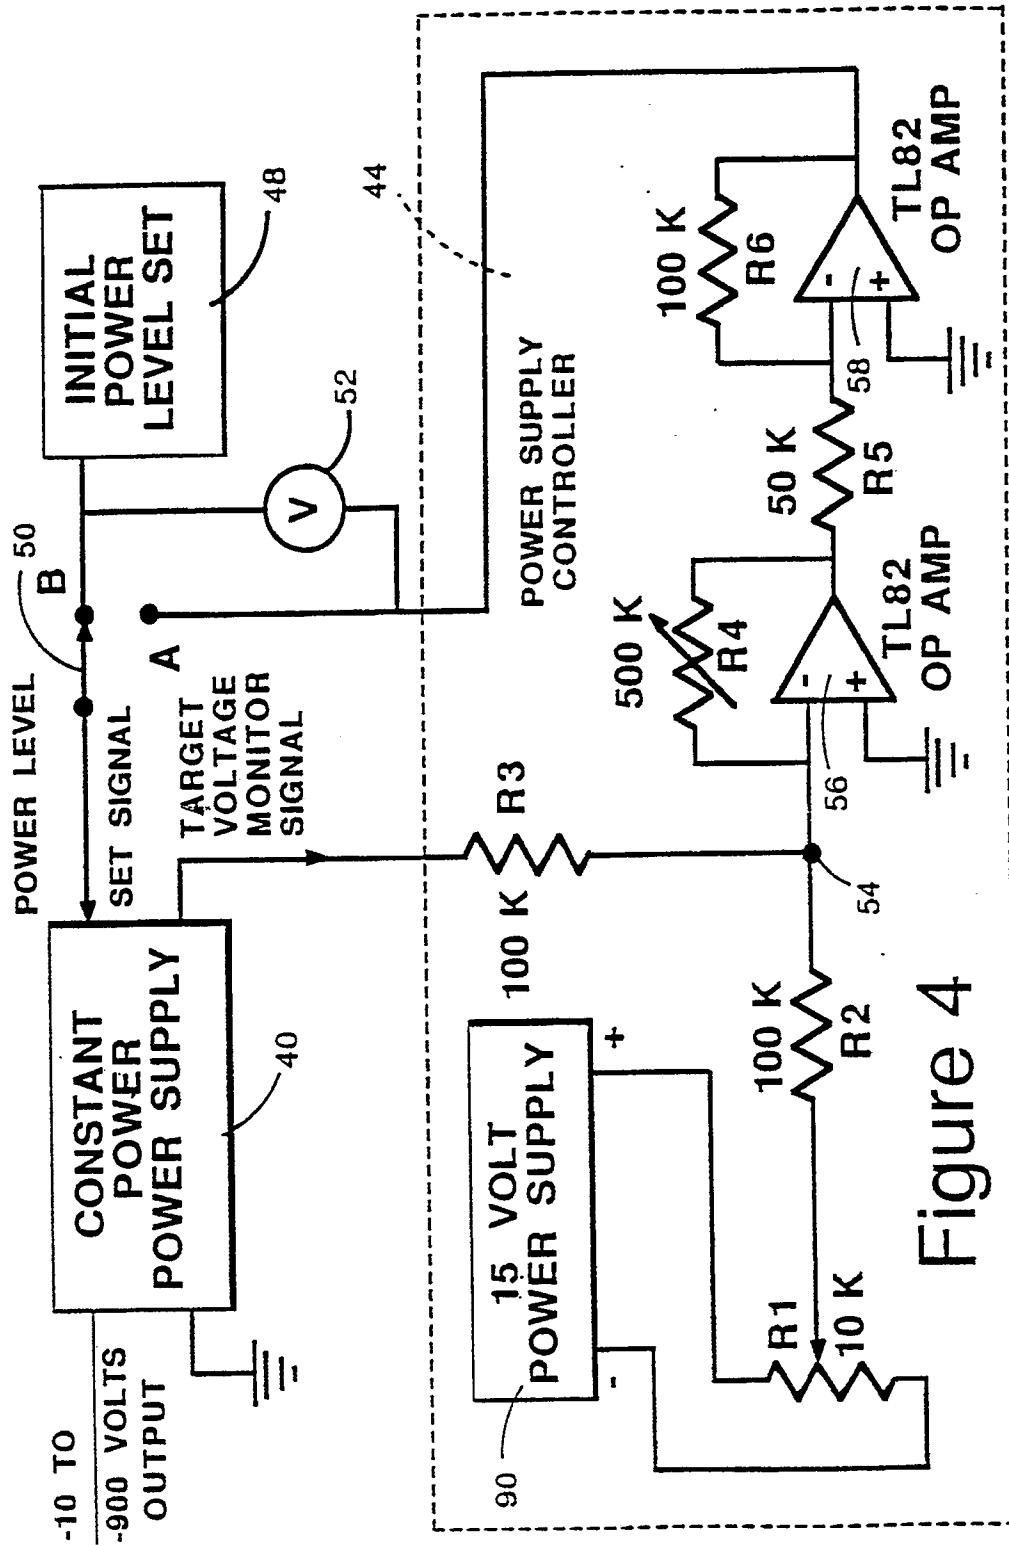 -10 TO
-900 VOLTS
OUTPUT
CONSTANT
POWER
POWER SUPPLY
40
POWER LEVEL
SET SIGNAL
50
B
A
INITIAL
POWER
LEVEL SET
48
V
52
TARGET
VOLTAGE
MONITOR
SIGNAL
44
POWER SUPPLY
CONTROLLER
15 VOLT
POWER SUPPLY
90
-
+
R1
10 K
100 K
R2
100 K
R3
54
500 K
R4
-
+
56
TL82
OP AMP
50 K
R5
100 K
R6
-
+
58
TL82
OP AMP
Figure 4